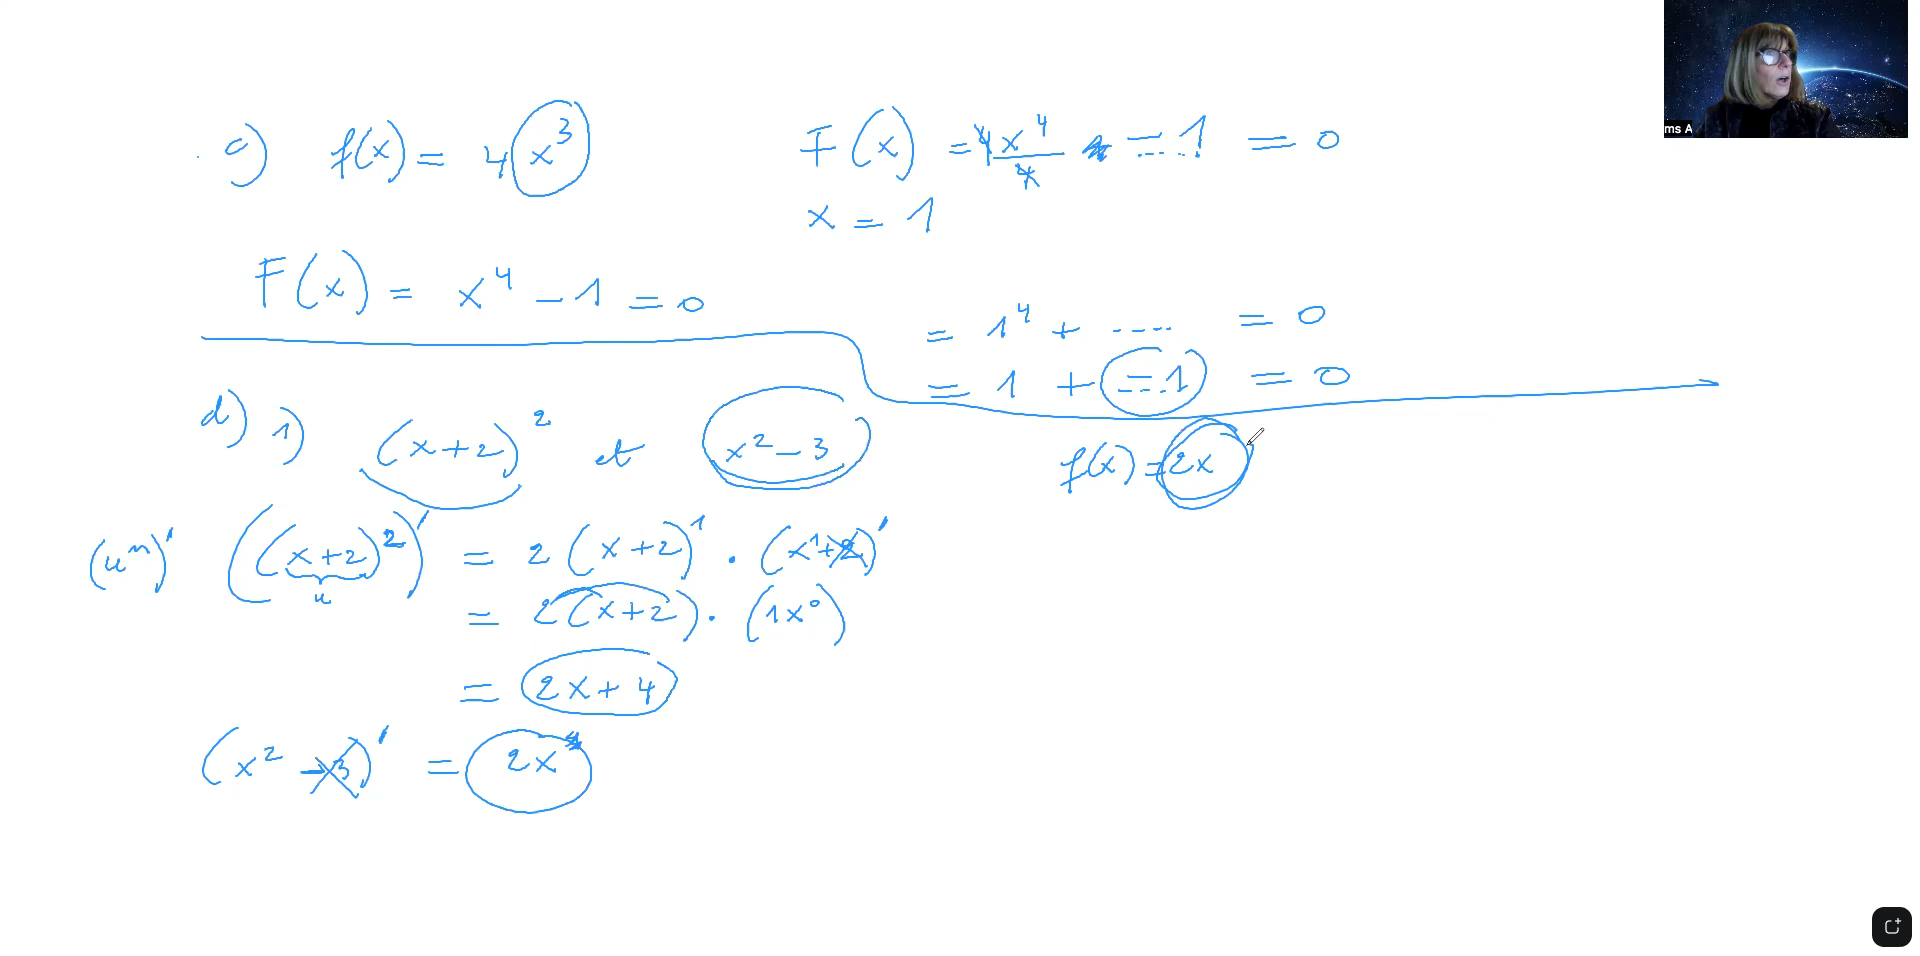 c) f(x) = 4x³
F(x) = 4x⁴/4 - 1 = 0
x = 1
F(x) = x⁴ - 1 = 0
= 1⁴ + ..... = 0
= 1 + -1 = 0
d) 1) (x+2)² et x² - 3
f(x) = 2x
(uⁿ)' ((x+2)²)' = 2(x+2)¹ · (x¹+2)'
u
= 2(x+2) · (1x⁰)
= 2x + 4
(x² - 3)' = 2x
ms A